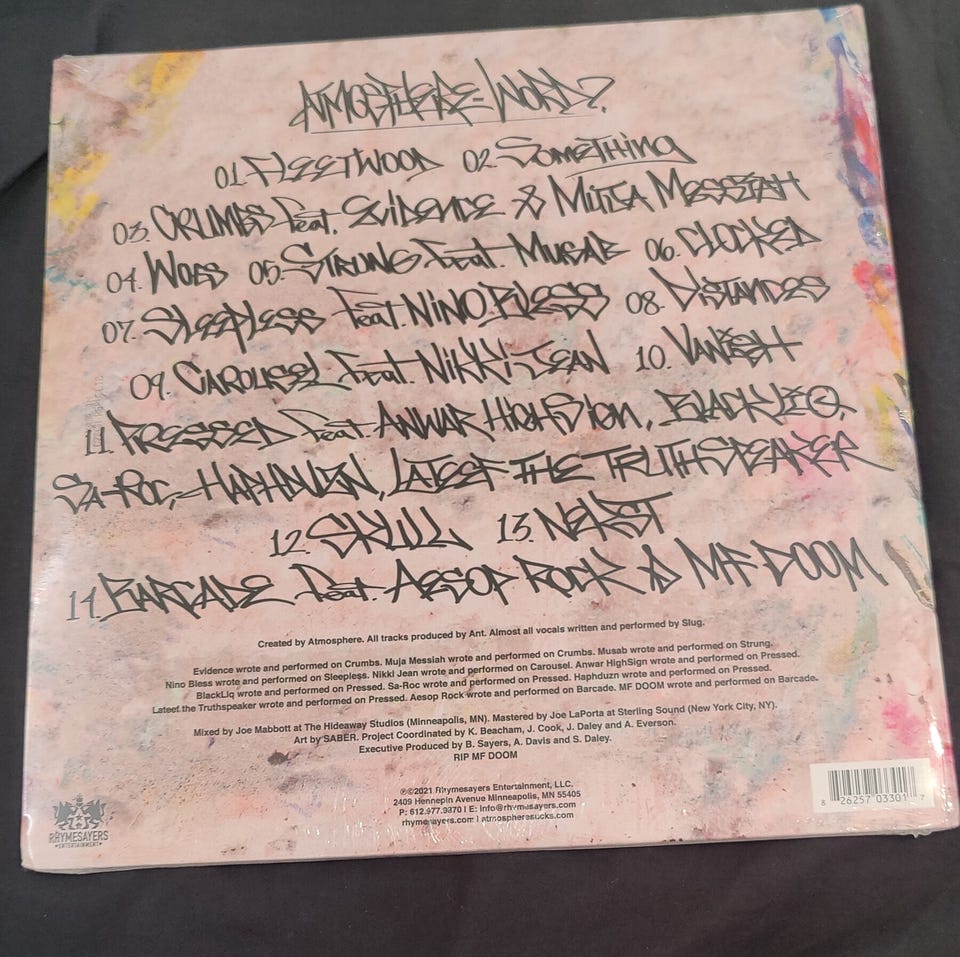 ATMOSPHERE-WORD?
01. FLEETWOOD 02. SOMETHING
03. CRUMBS feat. EVIDENCE & MUJA MESSIAH
04. WOES 05. STRUNG feat. MUSAB 06. CLOCKED
07. SLEEPLESS feat. NINO BLESS 08. DISTANCES
09. CAROUSEL feat. NIKKI JEAN 10. VANISH
11. PRESSED feat. ANWAR HIGHSIGN, BLACKLIQ,
SA-ROC, HAPHDUZN, LATEEF THE TRUTHSPEAKER
12. SKULL 13. NEKST
14. BARCADE feat. AESOP ROCK & MF DOOM
Created by Atmosphere. All tracks produced by Ant. Almost all vocals written and performed by Slug.
Evidence wrote and performed on Crumbs. Muja Messiah wrote and performed on Crumbs. Musab wrote and performed on Strung.
Nino Bless wrote and performed on Sleepless. Nikki Jean wrote and performed on Carousel. Anwar HighSign wrote and performed on Pressed.
BlackLiq wrote and performed on Pressed. Sa-Roc wrote and performed on Pressed. Haphduzn wrote and performed on Pressed.
Lateef the Truthspeaker wrote and performed on Pressed. Aesop Rock wrote and performed on Barcade. MF DOOM wrote and performed on Barcade.
Mixed by Joe Mabbott at The Hideaway Studios (Minneapolis, MN). Mastered by Joe LaPorta at Sterling Sound (New York City, NY).
Art by SABER. Project Coordinated by K. Beacham, J. Cook, J. Daley and A. Everson.
Executive Produced by B. Sayers, A. Davis and S. Daley.
RIP MF DOOM
℗©2021 Rhymesayers Entertainment, LLC.
2409 Hennepin Avenue Minneapolis, MN 55405
P: 612.977.9870 | E: info@rhymesayers.com
rhymesayers.com | atmospheresucks.com
RHYMESAYERS
ENTERTAINMENT
8 26257 03301 7